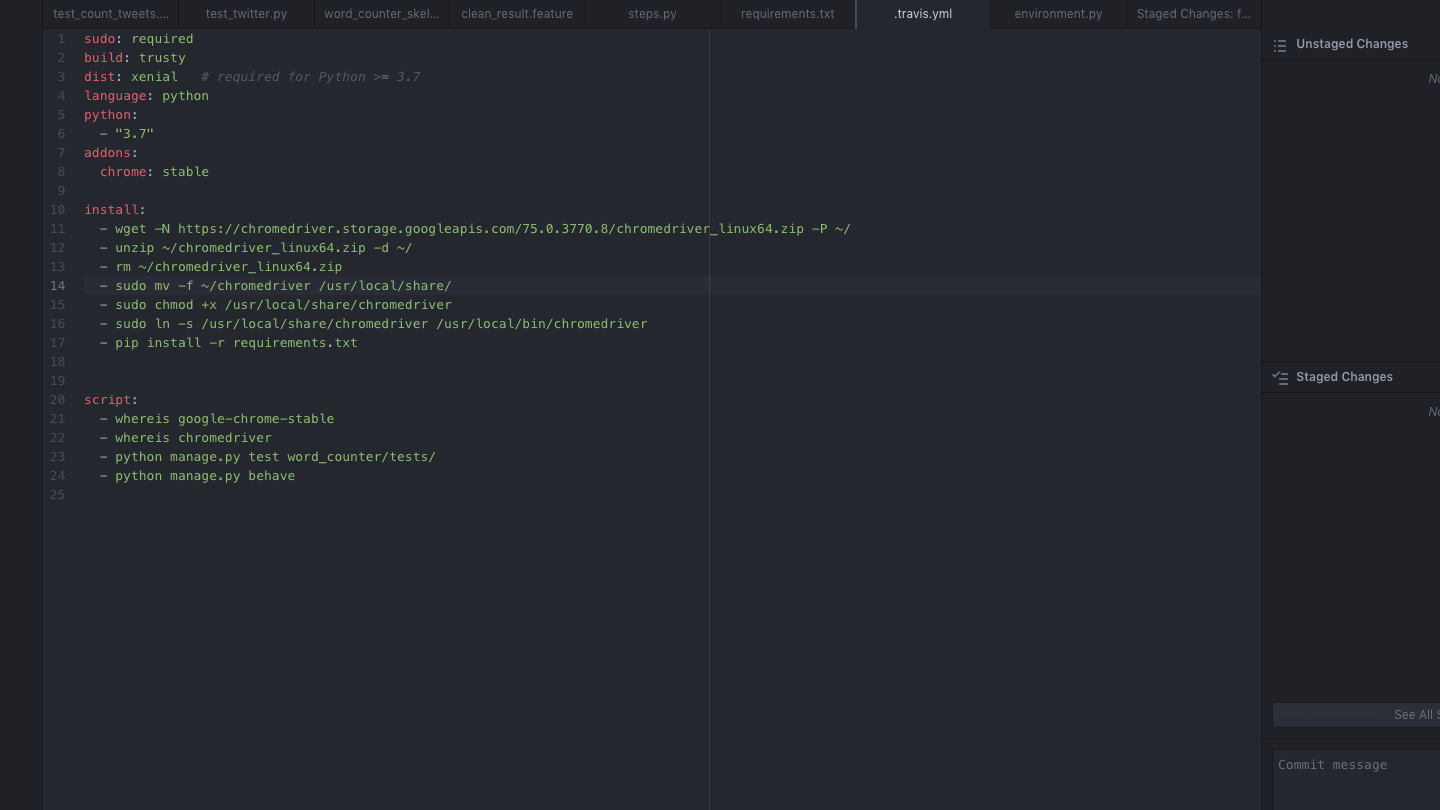 test_count_tweets.... test_twitter.py word_counter_skel... clean_result.feature steps.py requirements.txt .travis.yml environment.py Staged Changes: f...
1 sudo: required
2 build: trusty
3 dist: xenial   # required for Python >= 3.7
4 language: python
5 python:
6   - "3.7"
7 addons:
8   chrome: stable
9
10 install:
11   - wget -N https://chromedriver.storage.googleapis.com/75.0.3770.8/chromedriver_linux64.zip -P ~/
12   - unzip ~/chromedriver_linux64.zip -d ~/
13   - rm ~/chromedriver_linux64.zip
14   - sudo mv -f ~/chromedriver /usr/local/share/
15   - sudo chmod +x /usr/local/share/chromedriver
16   - sudo ln -s /usr/local/share/chromedriver /usr/local/bin/chromedriver
17   - pip install -r requirements.txt
18
19
20 script:
21   - whereis google-chrome-stable
22   - whereis chromedriver
23   - python manage.py test word_counter/tests/
24   - python manage.py behave
25
Unstaged Changes
No
Staged Changes
No
See All S
Commit message